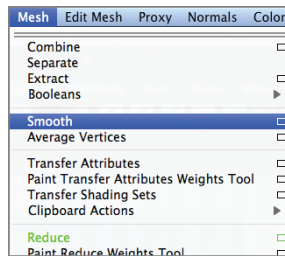 Mesh Edit Mesh Proxy Normals Color
Combine
Separate
Extract
Booleans
Smooth
Average Vertices
Transfer Attributes
Paint Transfer Attributes Weights Tool
Transfer Shading Sets
Clipboard Actions
Reduce
Paint Reduce Weights Tool